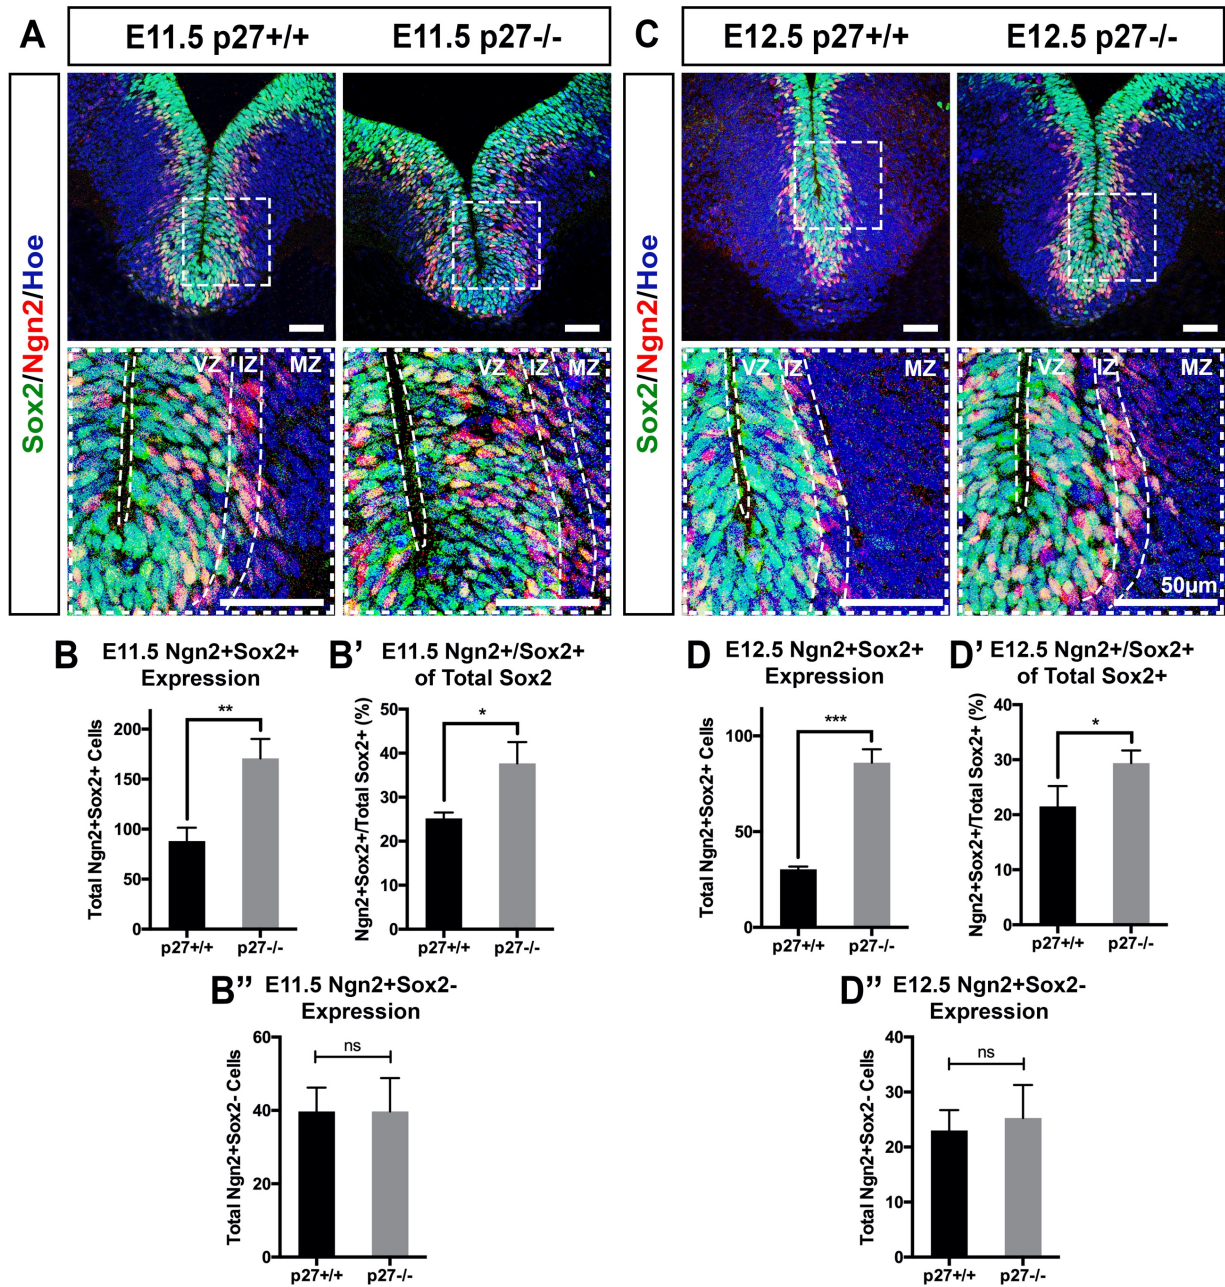 A
E11.5 p27+/+
E11.5 p27-/-
C
E12.5 p27+/+
E12.5 p27-/-
Sox2/Ngn2/Hoe
VZ
IZ
MZ
VZ
IZ
MZ
Sox2/Ngn2/Hoe
VZ
IZ
MZ
VZ
IZ
MZ
50µm
B
E11.5 Ngn2+Sox2+
Expression
Total Ngn2+Sox2+ Cells
200
150
100
50
0
**
p27+/+
p27-/-
B'
E11.5 Ngn2+/Sox2+
of Total Sox2
Ngn2+Sox2+/Total Sox2+ (%)
50
40
30
20
10
0
*
p27+/+
p27-/-
D
E12.5 Ngn2+Sox2+
Expression
Total Ngn2+Sox2+ Cells
100
50
0
***
p27+/+
p27-/-
D'
E12.5 Ngn2+/Sox2+
of Total Sox2+
Ngn2+Sox2+/Total Sox2+ (%)
40
30
20
10
0
*
p27+/+
p27-/-
B"
E11.5 Ngn2+Sox2-
Expression
Total Ngn2+Sox2- Cells
60
40
20
0
ns
p27+/+
p27-/-
D"
E12.5 Ngn2+Sox2-
Expression
Total Ngn2+Sox2- Cells
40
30
20
10
0
ns
p27+/+
p27-/-